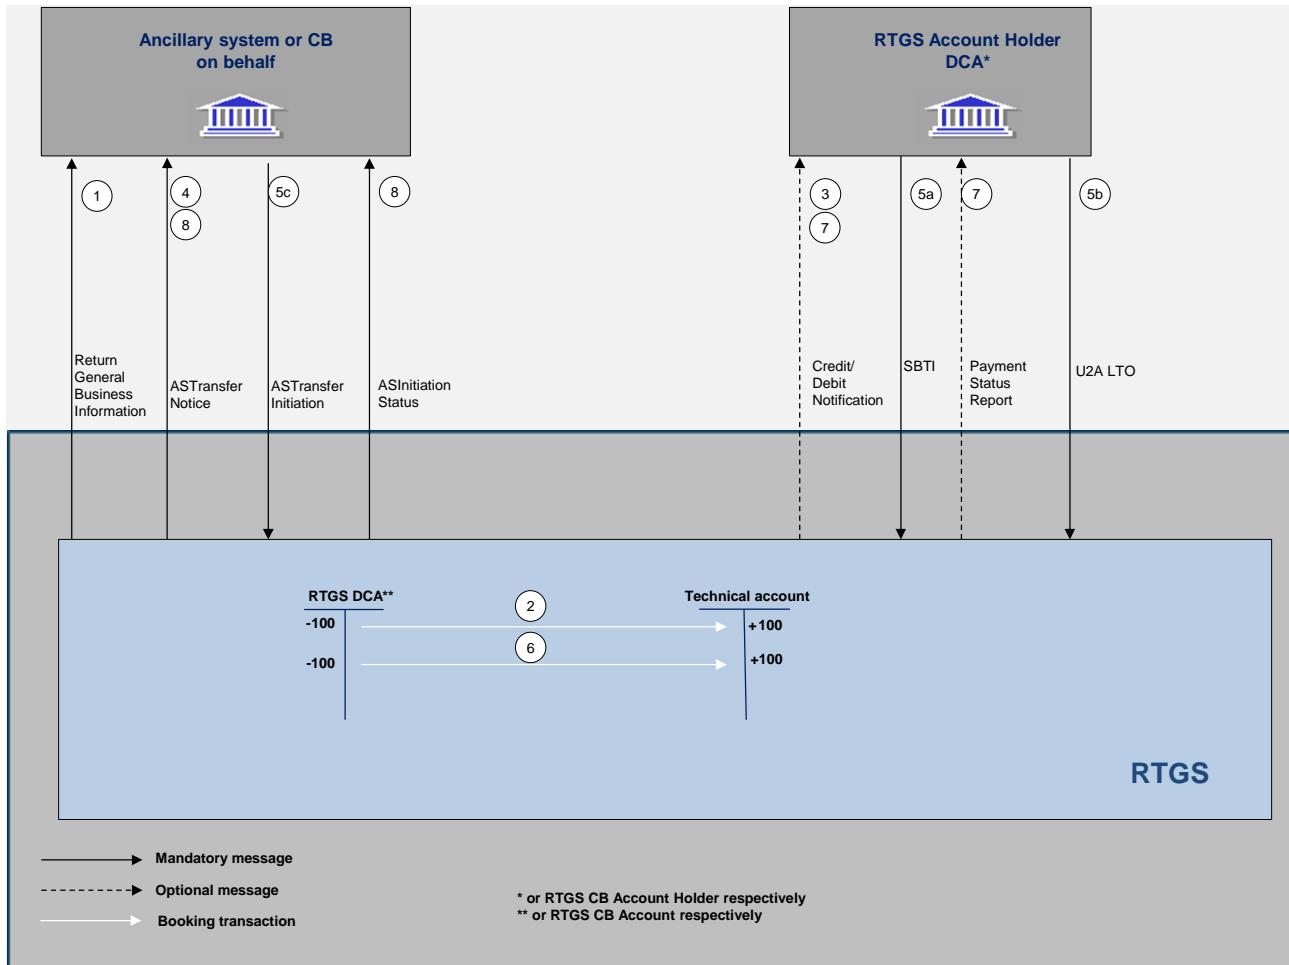 Ancillary system or CB
on behalf
RTGS Account Holder
DCA*
1
4
8
5c
8
3
7
5a
7
5b
Return
General
Business
Information
ASTransfer
Notice
ASTransfer
Initiation
ASInitiation
Status
Credit/
Debit
Notification
SBTI
Payment
Status
Report
U2A LTO
RTGS DCA**
2
Technical account
-100
+100
6
-100
+100
RTGS
Mandatory message
Optional message
Booking transaction
* or RTGS CB Account Holder respectively
** or RTGS CB Account respectively